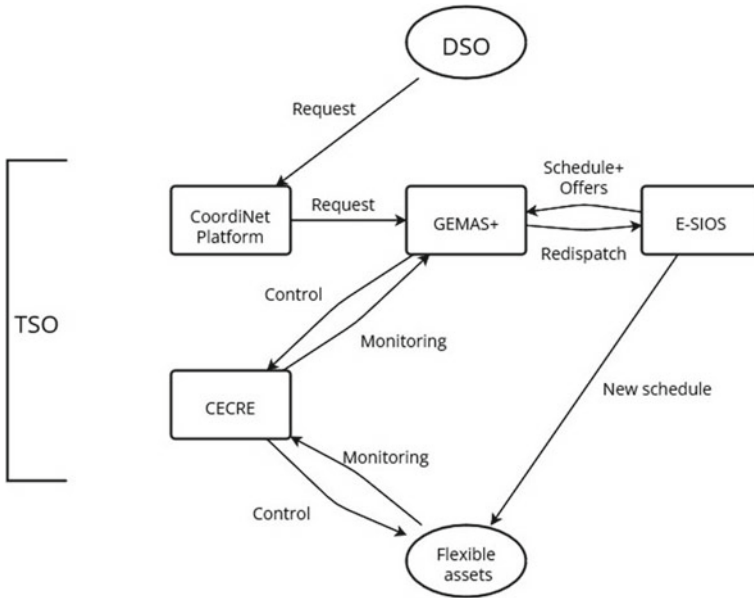 DSO
Request
Schedule+
Offers
CoordiNet
Platform
Request
GEMAS+
E-SIOS
Redispatch
Control
Monitoring
TSO
New schedule
CECRE
Monitoring
Control
Flexible
assets